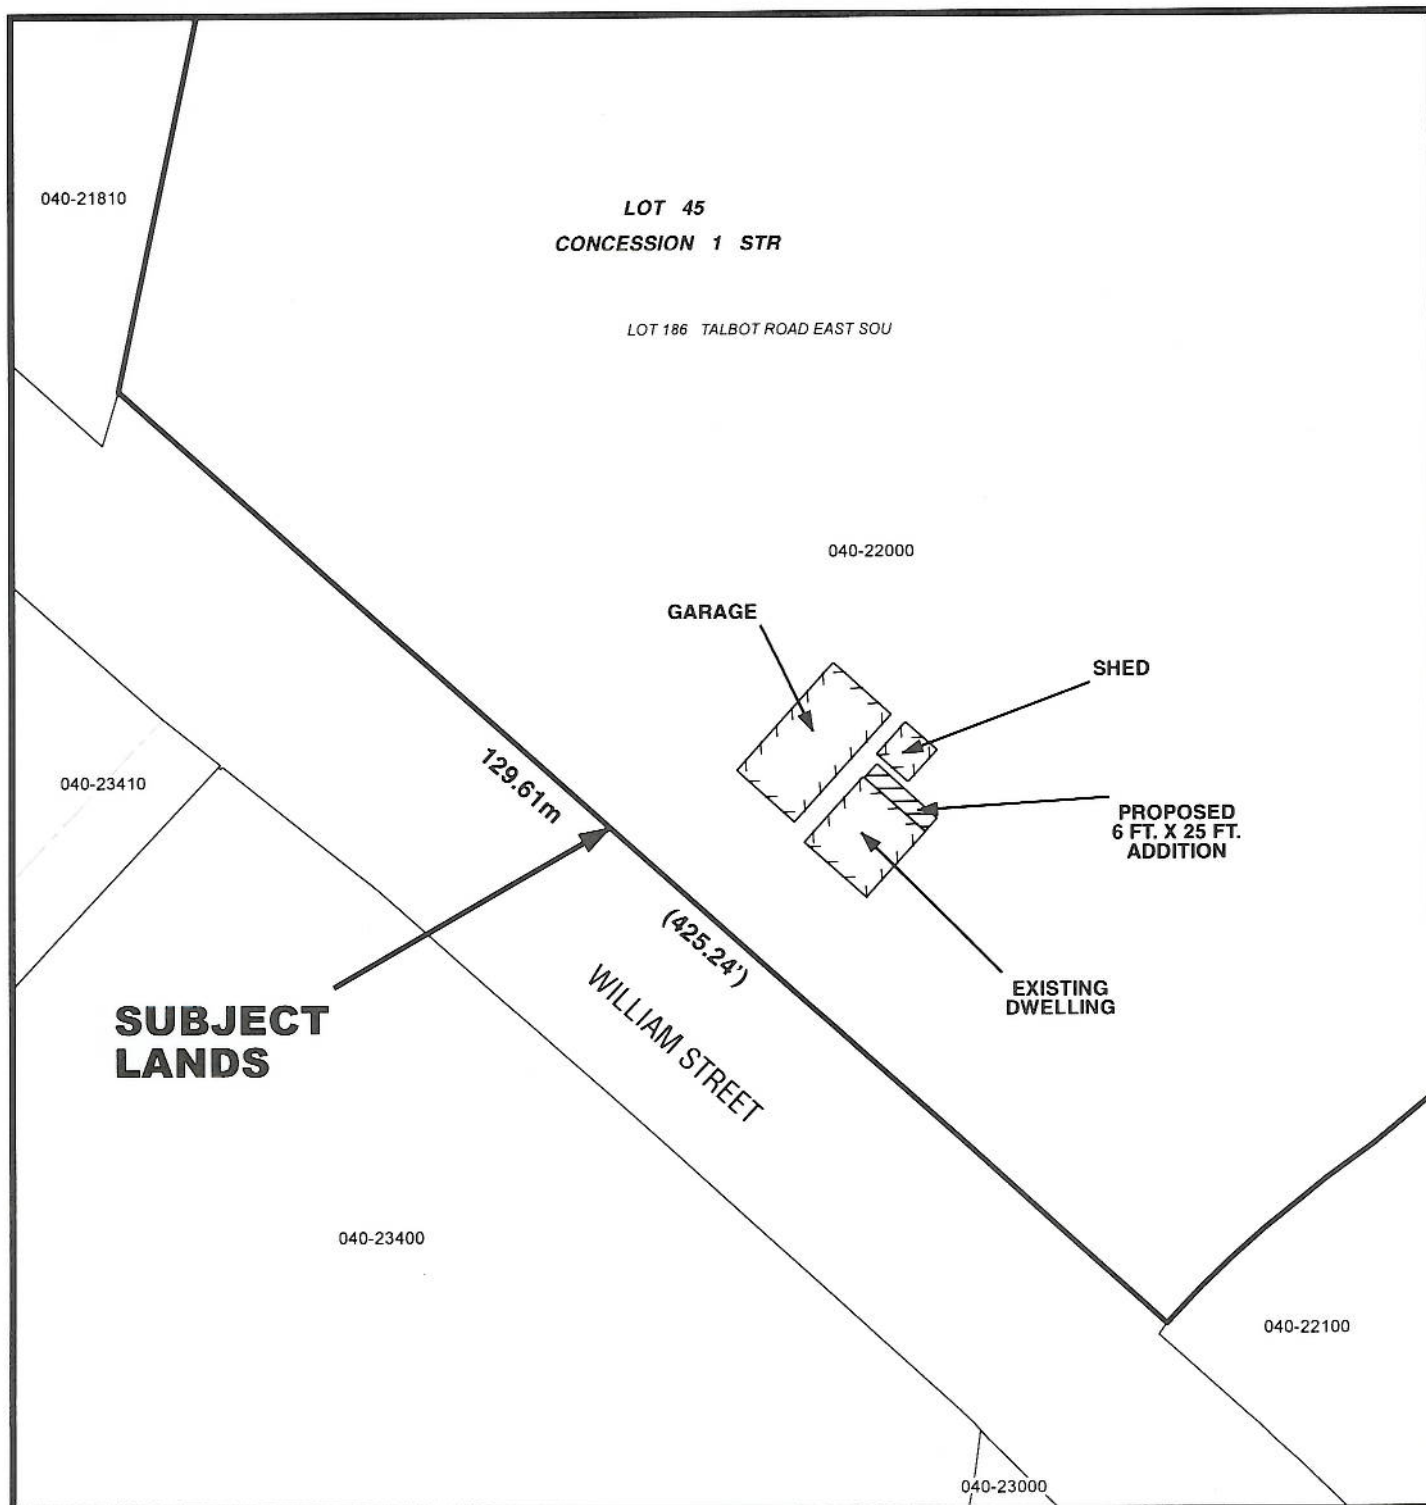 040-21810
LOT 45
CONCESSION 1 STR
LOT 186 TALBOT ROAD EAST SOU
040-22000
GARAGE
SHED
040-23410
129.61m
PROPOSED
6 FT. X 25 FT.
ADDITION
(425.24')
EXISTING
DWELLING
SUBJECT
LANDS
WILLIAM STREET
040-23400
040-22100
040-23000